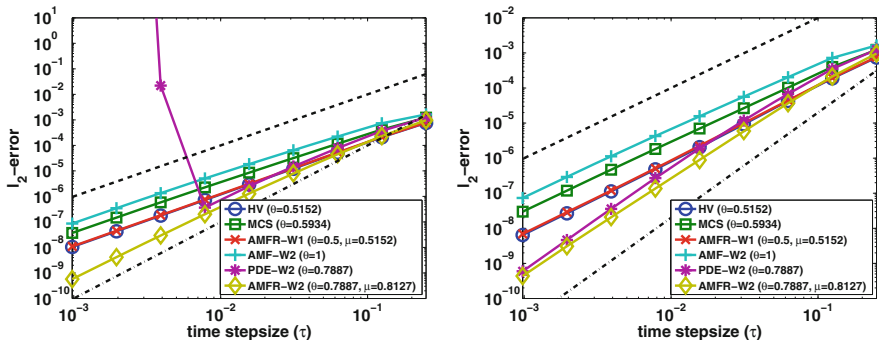 10^1
10^0
10^-1
10^-2
10^-3
10^-4
10^-5
10^-6
10^-7
10^-8
10^-9
10^-10
l2-error
HV (θ=0.5152)
MCS (θ=0.5934)
AMFR-W1 (θ=0.5, μ=0.5152)
AMF-W2 (θ=1)
PDE-W2 (θ=0.7887)
AMFR-W2 (θ=0.7887, μ=0.8127)
10^-3
10^-2
10^-1
time stepsize (τ)
10^-2
10^-3
10^-4
10^-5
10^-6
10^-7
10^-8
10^-9
10^-10
l2-error
HV (θ=0.5152)
MCS (θ=0.5934)
AMFR-W1 (θ=0.5, μ=0.5152)
AMF-W2 (θ=1)
PDE-W2 (θ=0.7887)
AMFR-W2 (θ=0.7887, μ=0.8127)
10^-3
10^-2
10^-1
time stepsize (τ)